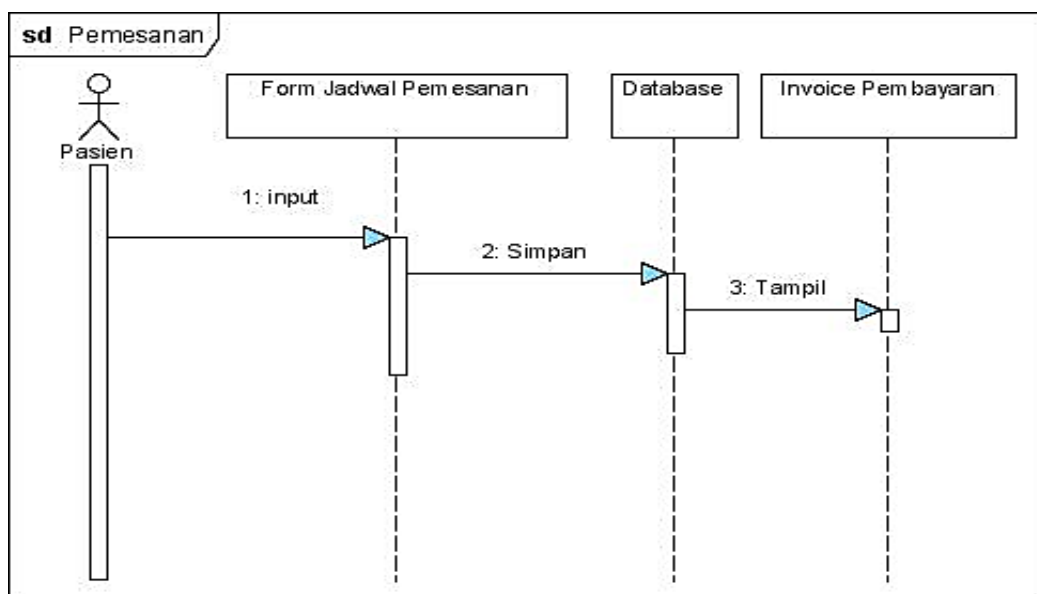 sd Pemesanan
Form Jadwal Pemesanan
Database
Invoice Pembayaran
Pasien
1: input
2: Simpan
3: Tampil